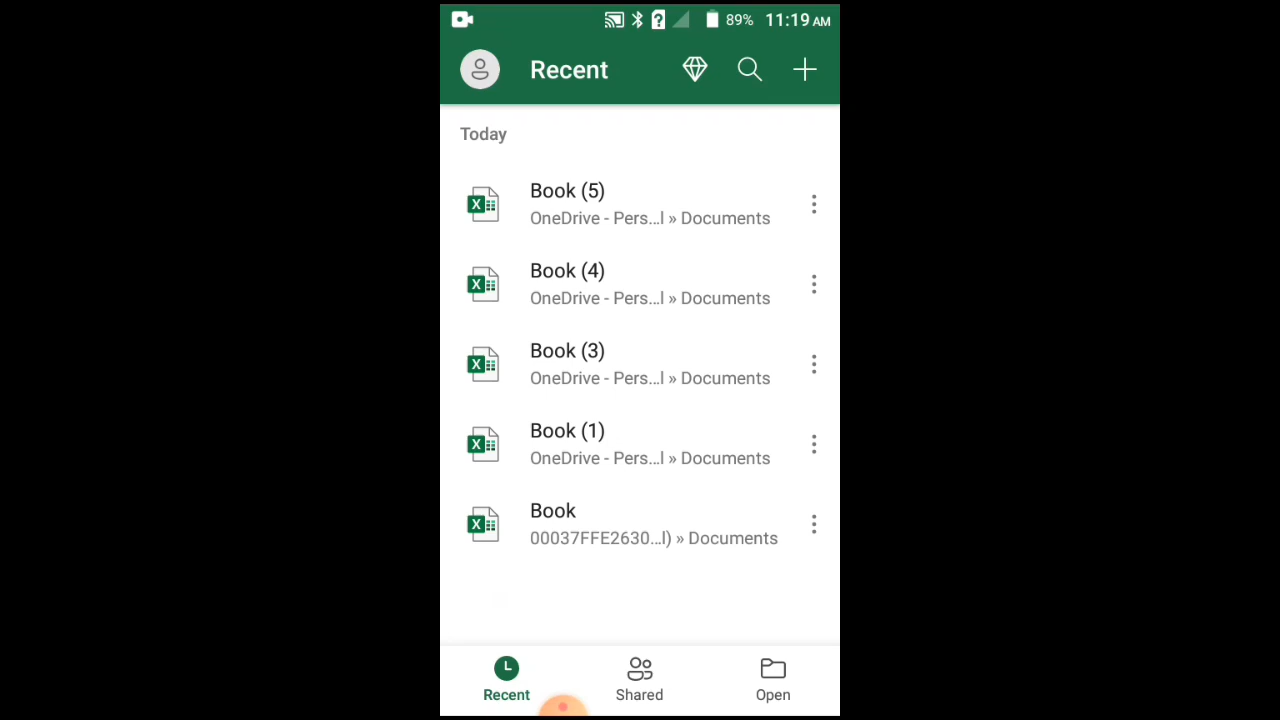 89% 11:19 AM
Recent
Today
Book (5)
OneDrive - Pers...l » Documents
Book (4)
OneDrive - Pers...l » Documents
Book (3)
OneDrive - Pers...l » Documents
Book (1)
OneDrive - Pers...l » Documents
Book
00037FFE2630...l) » Documents
Recent Shared Open